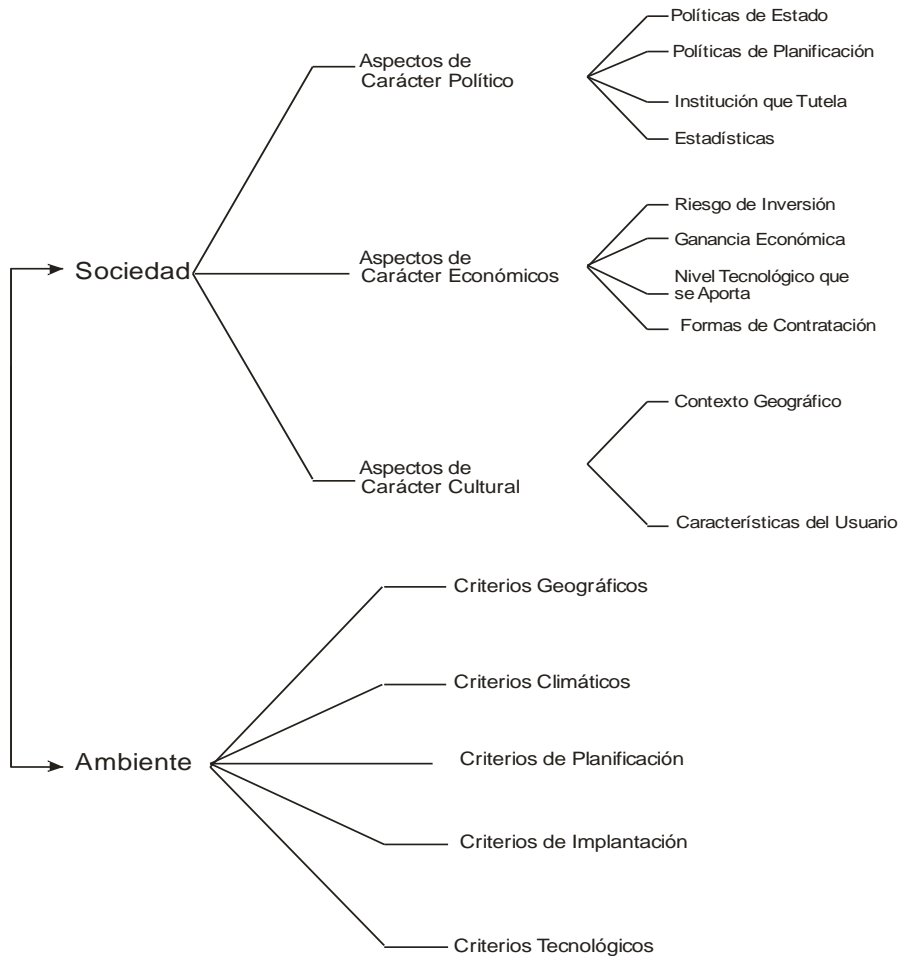 Políticas de Estado
Políticas de Planificación
Aspectos de
Carácter Político
Institución que Tutela
Estadísticas
Riesgo de Inversión
Ganancia Económica
Sociedad
Aspectos de
Carácter Económicos
Nivel Tecnológico que
se Aporta
Formas de Contratación
Contexto Geográfico
Aspectos de
Carácter Cultural
Características del Usuario
Criterios Geográficos
Criterios Climáticos
Ambiente
Criterios de Planificación
Criterios de Implantación
Criterios Tecnológicos